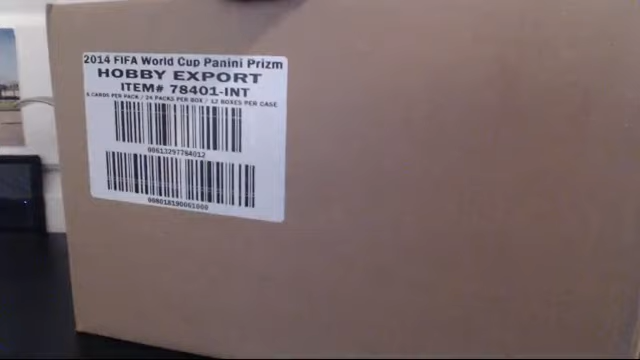 2014 FIFA World Cup Panini Prizm
HOBBY EXPORT
ITEM# 78401-INT
6 CARDS PER PACK / 24 PACKS PER BOX / 12 BOXES PER CASE
00613297784012